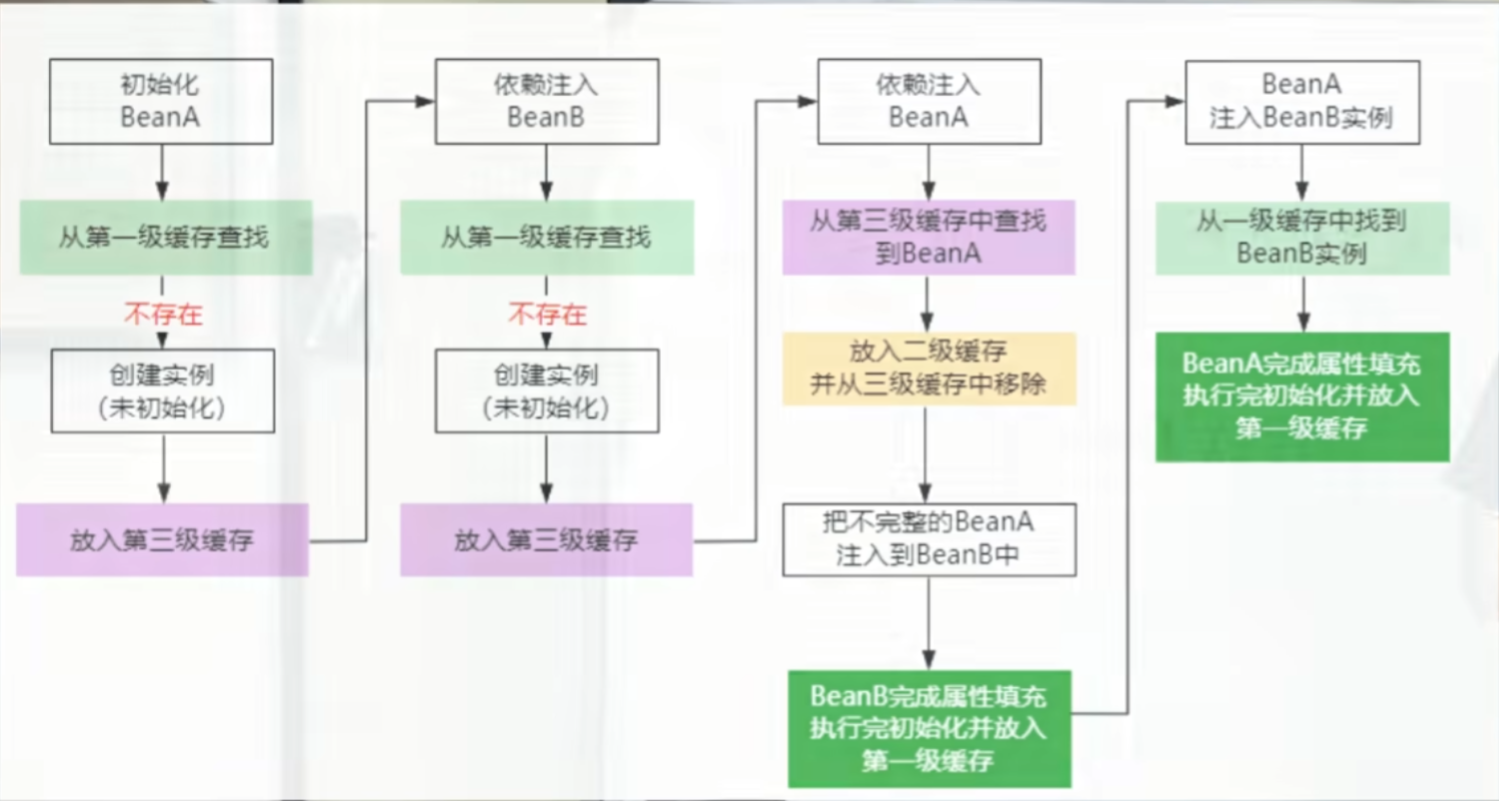 初始化
BeanA
从第一级缓存查找
不存在
创建实例
（未初始化）
放入第三级缓存
依赖注入
BeanB
从第一级缓存查找
不存在
创建实例
（未初始化）
放入第三级缓存
依赖注入
BeanA
从第三级缓存中查找
到BeanA
放入二级缓存
并从三级缓存中移除
把不完整的BeanA
注入到BeanB中
BeanB完成属性填充
执行完初始化并放入
第一级缓存
BeanA
注入BeanB实例
从一级缓存中找到
BeanB实例
BeanA完成属性填充
执行完初始化并放入
第一级缓存